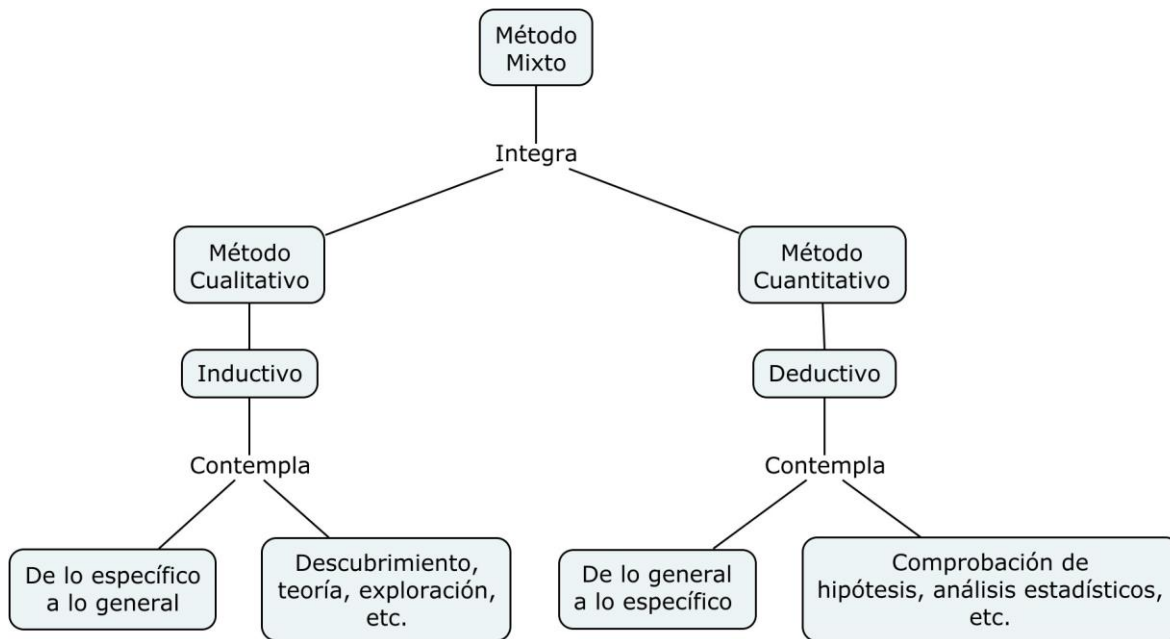 Método
Mixto
Integra
Método
Cualitativo
Método
Cuantitativo
Inductivo
Deductivo
Contempla
Contempla
De lo específico
a lo general
Descubrimiento,
teoría, exploración,
etc.
De lo general
a lo específico
Comprobación de
hipótesis, análisis estadísticos,
etc.